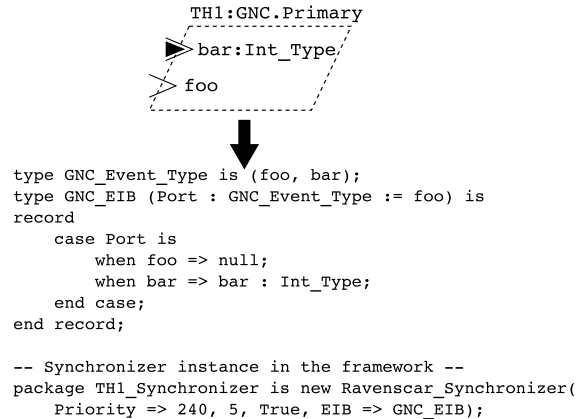 TH1:GNC.Primary
bar:Int_Type
foo
type GNC_Event_Type is (foo, bar);
type GNC_EIB (Port : GNC_Event_Type := foo) is
record
    case Port is
        when foo => null;
        when bar => bar : Int_Type;
    end case;
end record;
-- Synchronizer instance in the framework --
package TH1_Synchronizer is new Ravenscar_Synchronizer(
    Priority => 240, 5, True, EIB => GNC_EIB);